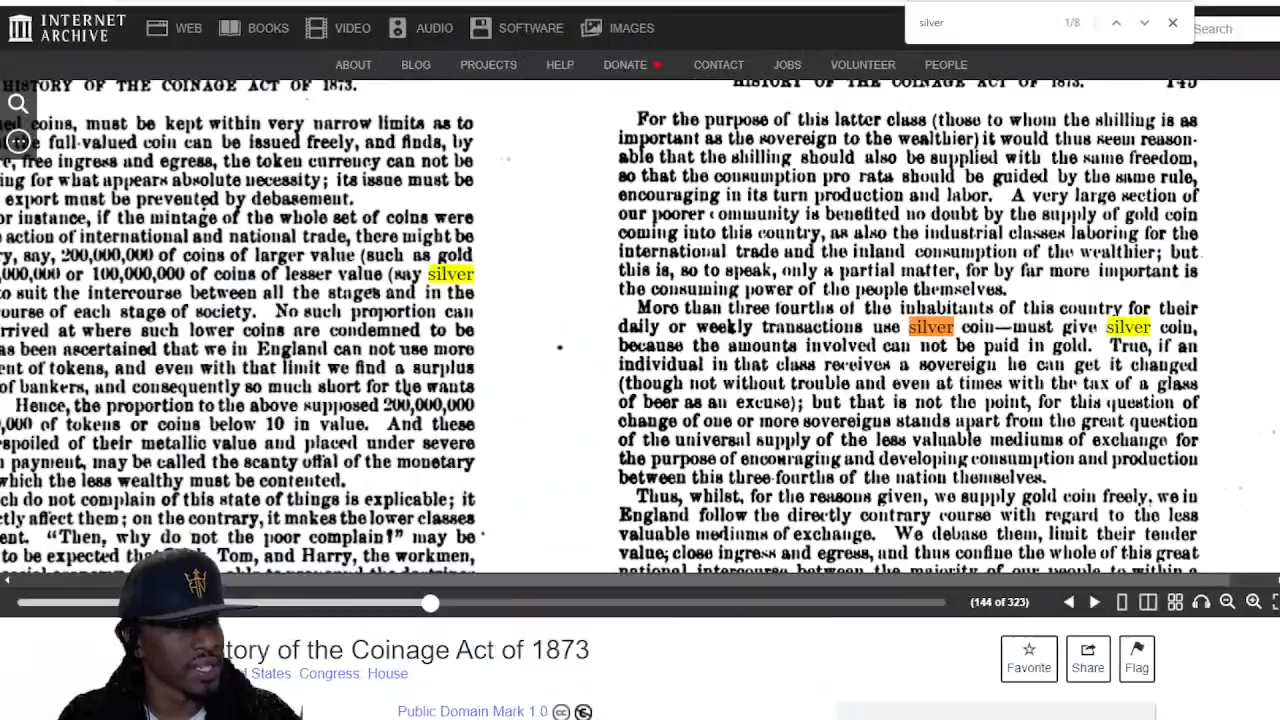 INTERNET
ARCHIVE
WEB
BOOKS
VIDEO
AUDIO
SOFTWARE
IMAGES
silver
1/8
Search
ABOUT
BLOG
PROJECTS
HELP
DONATE
CONTACT
JOBS
VOLUNTEER
PEOPLE
HISTORY OF THE COINAGE ACT OF 1873.
coins, must be kept within very narrow limits as to
full-valued coin can be issued freely, and finds, by
free ingress and egress, the token currency can not be
ing for what appears absolute necessity; its issue must be
export must be prevented by debasement.
or instance, if the mintage of the whole set of coins were
action of international and national trade, there might be
ry, say, 200,000,000 of coins of larger value (such as gold
,000,000 or 100,000,000 of coins of lesser value (say silver
to suit the intercourse between all the stages and in the
ourse of each stage of society. No such proportion can
rrived at where such lower coins are condemned to be
as been ascertained that we in England can not use more
ent of tokens, and even with that limit we find a surplus
of bankers, and consequently so much short for the wants
Hence, the proportion to the above supposed 200,000,000
,000 of tokens or coins below 10 in value. And these
spoiled of their metallic value and placed under severe
payment, may be called the scanty offal of the monetary
which the less wealthy must be contented.
ch do not complain of this state of things is explicable; it
ctly affect them; on the contrary, it makes the lower classes
ent. "Then, why do not the poor complain?" may be
to be expected that Tom, and Harry, the workmen,
HISTORY OF THE COINAGE ACT OF 1873. 145
For the purpose of this latter class (those to whom the shilling is as
important as the sovereign to the wealthier) it would thus seem reason-
able that the shilling should also be supplied with the same freedom,
so that the consumption pro rata should be guided by the same rule,
encouraging in its turn production and labor. A very large section of
our poorer community is benefited no doubt by the supply of gold coin
coming into this country, as also the industrial classes laboring for the
international trade and the inland consumption of the wealthier; but
this is, so to speak, only a partial matter, for by far more important is
the consuming power of the people themselves.
More than three fourths of the inhabitants of this country for their
daily or weekly transactions use silver coin—must give silver coin,
because the amounts involved can not be paid in gold. True, if an
individual in that class receives a sovereign he can get it changed
(though not without trouble and even at times with the tax of a glass
of beer as an excuse); but that is not the point, for this question of
change of one or more sovereigns stands apart from the great question
of the universal supply of the less valuable mediums of exchange for
the purpose of encouraging and developing consumption and production
between this three-fourths of the nation themselves.
Thus, whilst, for the reasons given, we supply gold coin freely, we in
England follow the directly contrary course with regard to the less
valuable mediums of exchange. We debase them, limit their tender
value; close ingress and egress, and thus confine the whole of this great
national intercourse between the majority of our people to within a
(144 of 323)
tory of the Coinage Act of 1873
States. Congress. House
Favorite
Share
Flag
Public Domain Mark 1.0